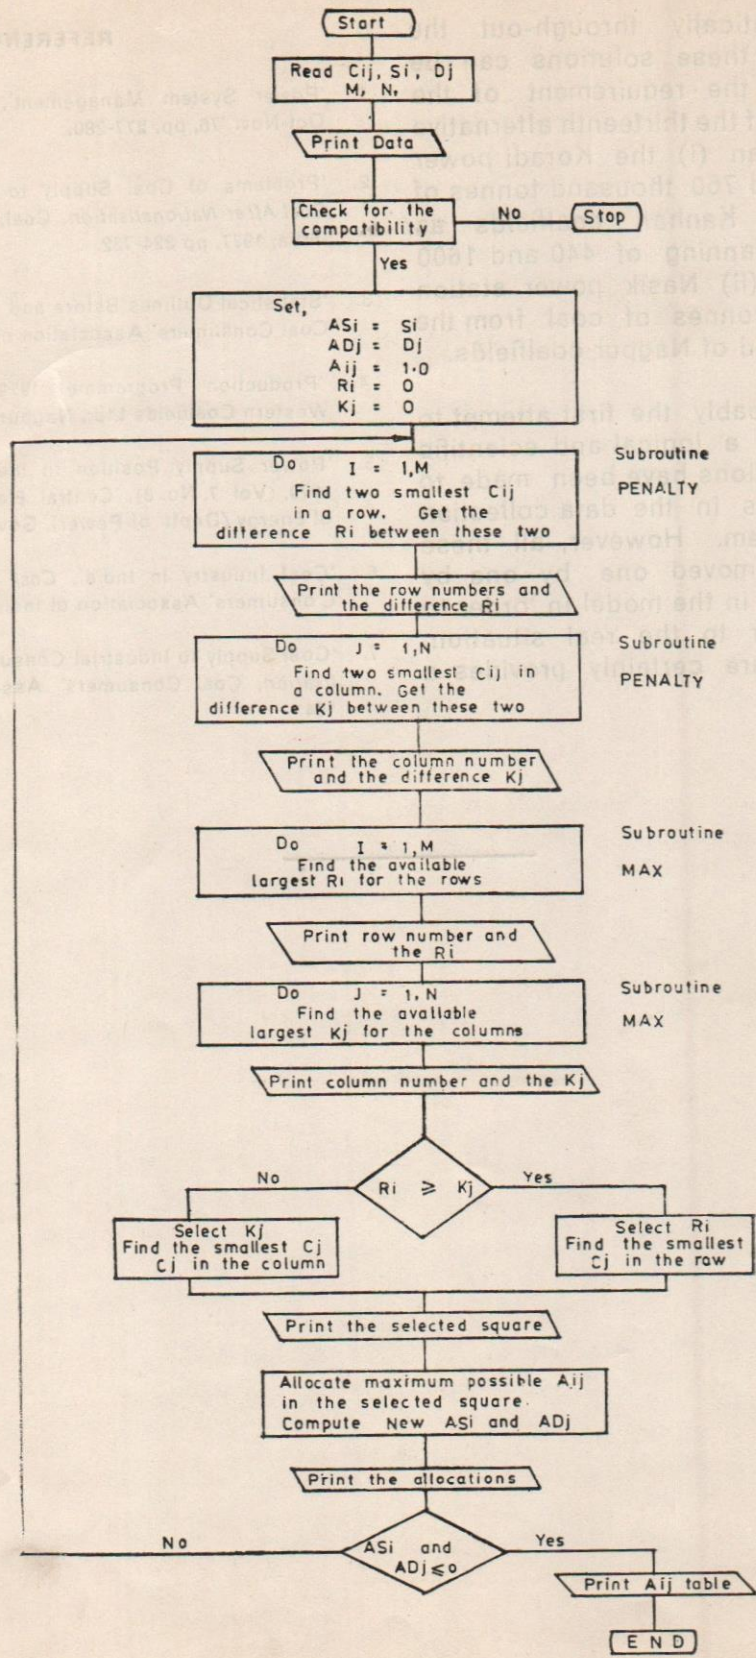 Start
Read Cij, Si, Dj
M, N,
Print Data
Check for the
compatibility
No
Stop
Yes
Set,
ASi = Si
ADj = Dj
Aij = 1.0
Ri = 0
Kj = 0
Do I = 1,M
Find two smallest Cij
in a row. Get the
difference Ri between these two
Subroutine
PENALTY
Print the row numbers and
the difference Ri
Do J = 1,N
Find two smallest Cij in
a column. Get the
difference Kj between these two
Subroutine
PENALTY
Print the column number
and the difference Kj
Do I = 1,M
Find the available
largest Ri for the rows
Subroutine
MAX
Print row number and
the Ri
Do J = 1,N
Find the available
largest Kj for the columns
Subroutine
MAX
Print column number and the Kj
No
Ri ≥ Kj
Yes
Select Kj
Find the smallest Cj
Cj in the column
Select Ri
Find the smallest
Cj in the row
Print the selected square
Allocate maximum possible Aij
in the selected square.
Compute New ASi and ADj
Print the allocations
No
ASi and
ADj ≤ 0
Yes
Print Aij table
END